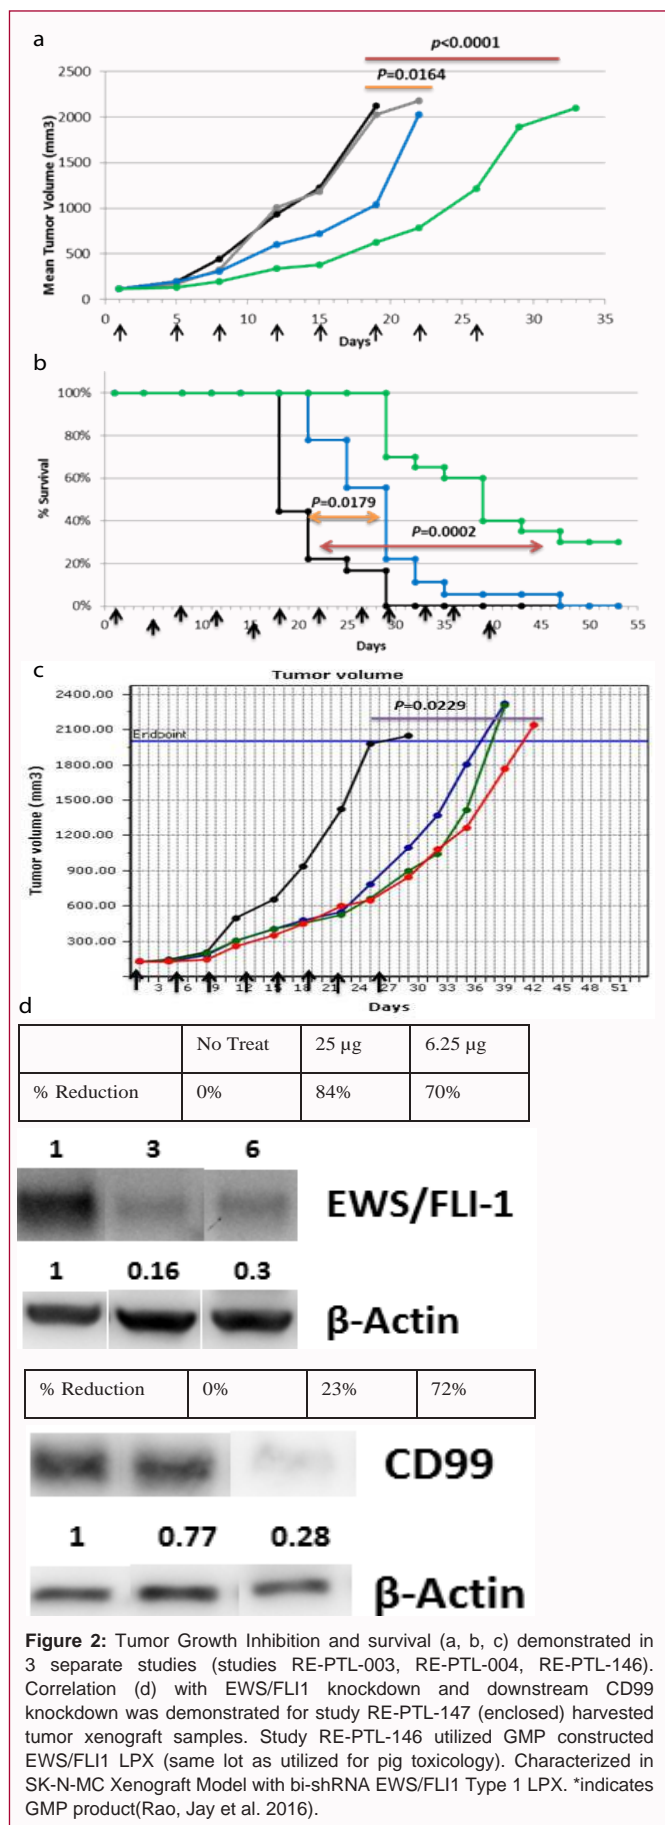 a
p<0.0001
P=0.0164
2500
2000
1500
1000
500
0
Mean Tumor Volume (mm3)
0 5 10 15 20 25 30 35
Days
b
100%
80%
60%
40%
20%
0%
% Survival
P=0.0179
P=0.0002
0 5 10 15 20 25 30 35 40 45 50 55
Days
c
Tumor volume
P=0.0229
Endpoint
2400.00
2100.00
1800.00
1500.00
1200.00
900.00
600.00
300.00
Tumor volume (mm3)
3 6 9 12 15 18 21 24 27 30 33 36 39 42 45 48 51
Days
d
No Treat 25 µg 6.25 µg
% Reduction 0% 84% 70%
1 3 6
EWS/FLI-1
1 0.16 0.3
β-Actin
% Reduction 0% 23% 72%
CD99
1 0.77 0.28
β-Actin
Figure 2: Tumor Growth Inhibition and survival (a, b, c) demonstrated in
3 separate studies (studies RE-PTL-003, RE-PTL-004, RE-PTL-146).
Correlation (d) with EWS/FLI1 knockdown and downstream CD99
knockdown was demonstrated for study RE-PTL-147 (enclosed) harvested
tumor xenograft samples. Study RE-PTL-146 utilized GMP constructed
EWS/FLI1 LPX (same lot as utilized for pig toxicology). Characterized in
SK-N-MC Xenograft Model with bi-shRNA EWS/FLI1 Type 1 LPX. *indicates
GMP product(Rao, Jay et al. 2016).